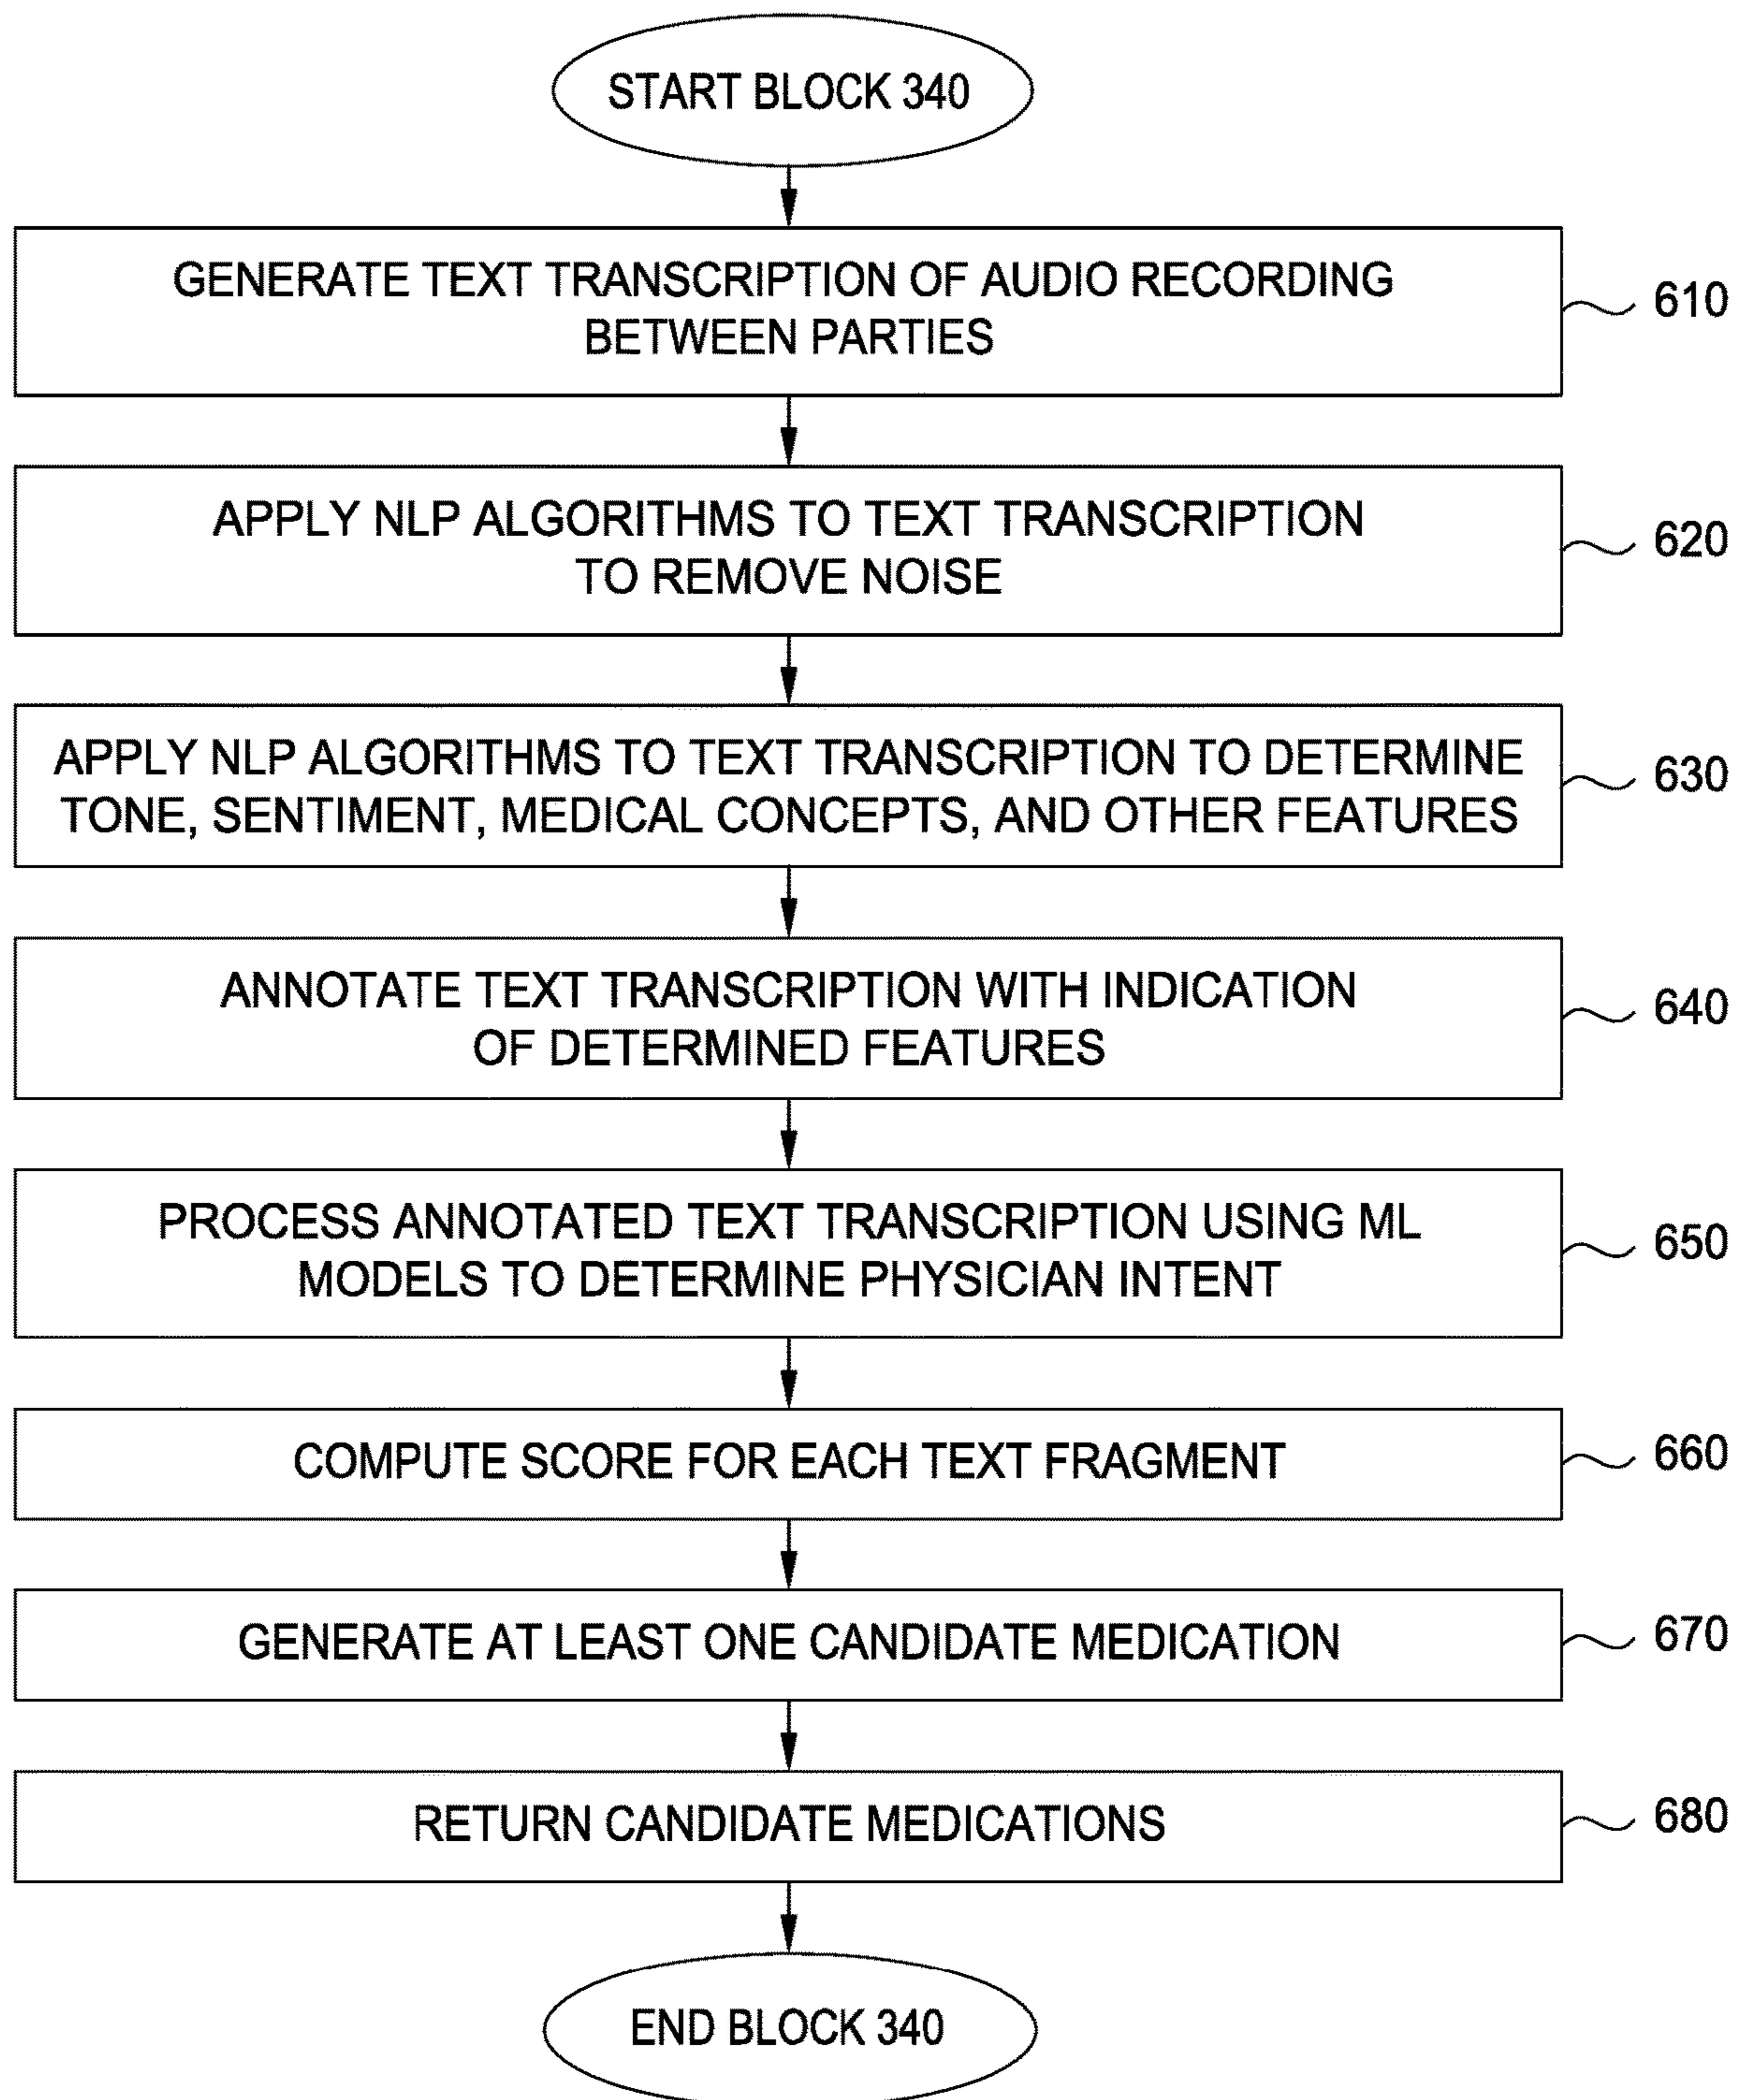 START BLOCK 340
GENERATE TEXT TRANSCRIPTION OF AUDIO RECORDING
BETWEEN PARTIES
610
APPLY NLP ALGORITHMS TO TEXT TRANSCRIPTION
TO REMOVE NOISE
620
APPLY NLP ALGORITHMS TO TEXT TRANSCRIPTION TO DETERMINE
TONE, SENTIMENT, MEDICAL CONCEPTS, AND OTHER FEATURES
630
ANNOTATE TEXT TRANSCRIPTION WITH INDICATION
OF DETERMINED FEATURES
640
PROCESS ANNOTATED TEXT TRANSCRIPTION USING ML
MODELS TO DETERMINE PHYSICIAN INTENT
650
COMPUTE SCORE FOR EACH TEXT FRAGMENT
660
GENERATE AT LEAST ONE CANDIDATE MEDICATION
670
RETURN CANDIDATE MEDICATIONS
680
END BLOCK 340